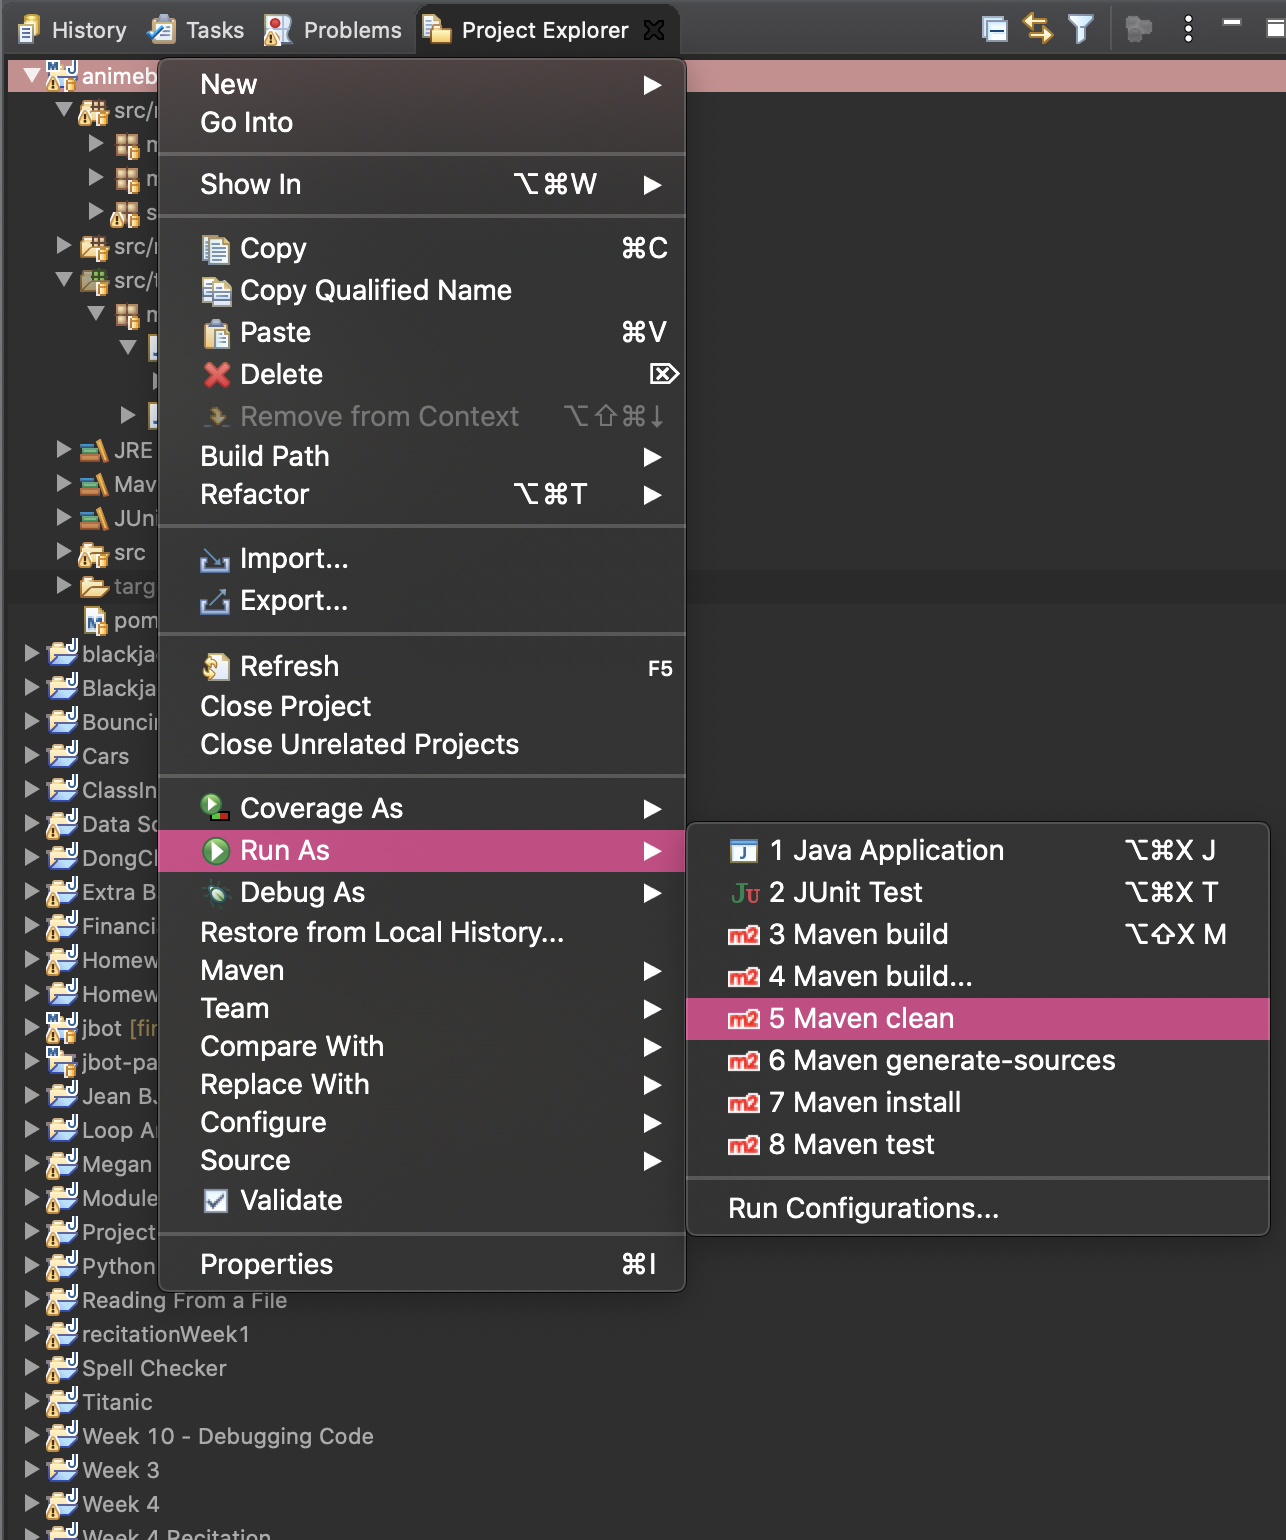 History Tasks Problems Project Explorer
New
Go Into
Show In ⌥⌘W
Copy ⌘C
Copy Qualified Name
Paste ⌘V
Delete ⌦
Remove from Context ⌥⇧⌘↓
Build Path
Refactor ⌥⌘T
Import...
Export...
Refresh F5
Close Project
Close Unrelated Projects
Coverage As
Run As
Debug As
Restore from Local History...
Maven
Team
Compare With
Replace With
Configure
Source
Validate
Properties ⌘I
1 Java Application ⌥⌘X J
2 JUnit Test ⌥⌘X T
3 Maven build ⌥⇧X M
4 Maven build...
5 Maven clean
6 Maven generate-sources
7 Maven install
8 Maven test
Run Configurations...
animeb
src/
src/
src/t
JRE
Mav
JUni
src
targ
pom
blackja
Blackja
Bouncin
Cars
ClassIn
Data Sc
DongCl
Extra B
Financi
Homew
Homew
jbot [fir
jbot-pa
Jean B
Loop A
Megan
Module
Project
Python
Reading From a File
recitationWeek1
Spell Checker
Titanic
Week 10 - Debugging Code
Week 3
Week 4
Week 4 Recitation